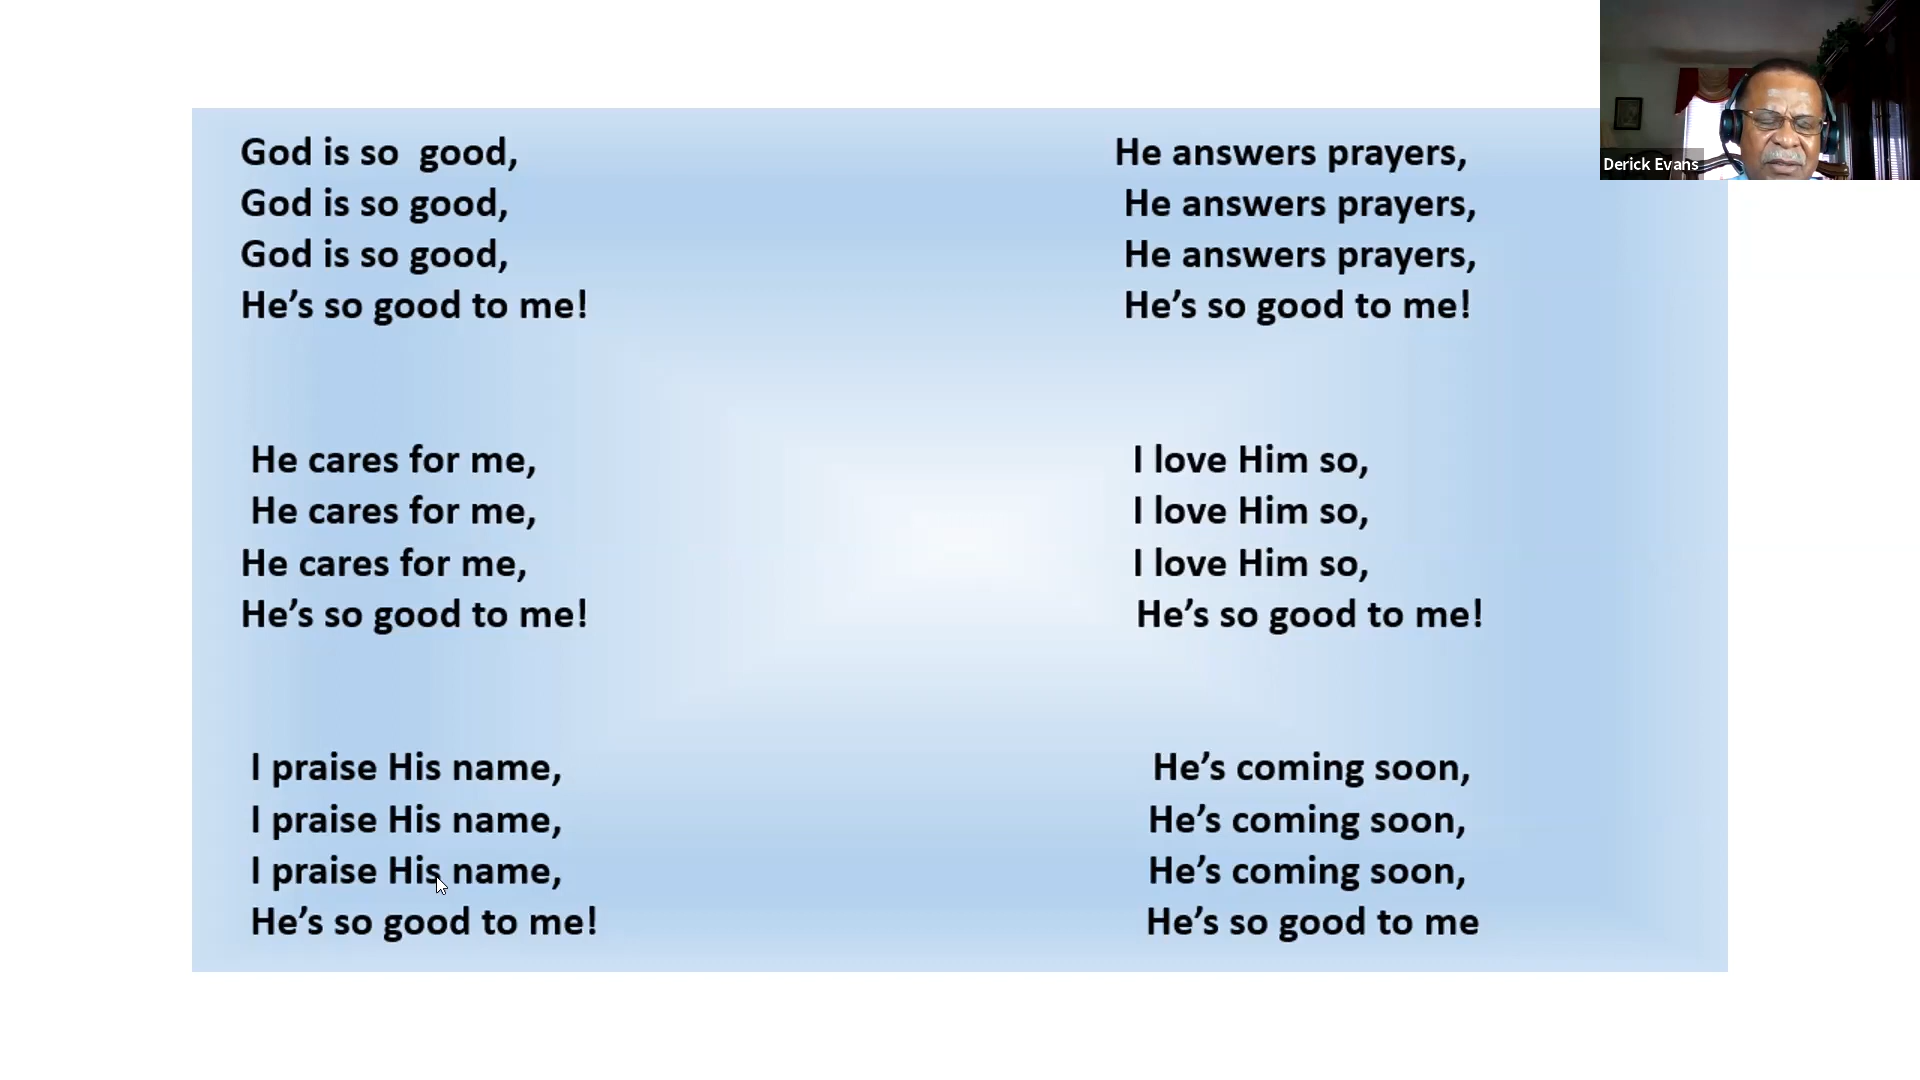 God is so  good,
God is so good,
God is so good,
He’s so good to me!
He cares for me,
He cares for me,
He cares for me,
He’s so good to me!
I praise His name,
I praise His name,
I praise His name,
He’s so good to me!
He answers prayers,
He answers prayers,
He answers prayers,
He’s so good to me!
I love Him so,
I love Him so,
I love Him so,
He’s so good to me!
He’s coming soon,
He’s coming soon,
He’s coming soon,
He’s so good to me
Derick Evans